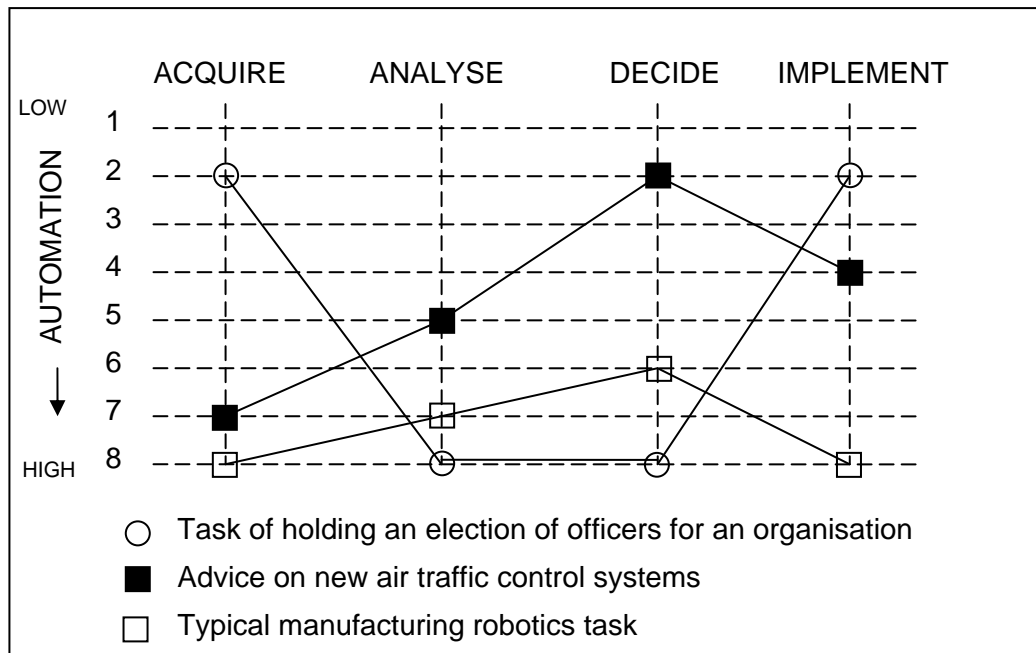 ACQUIRE ANALYSE DECIDE IMPLEMENT
LOW
1
2
3
4
5
6
7
8
HIGH
AUTOMATION
Task of holding an election of officers for an organisation
Advice on new air traffic control systems
Typical manufacturing robotics task